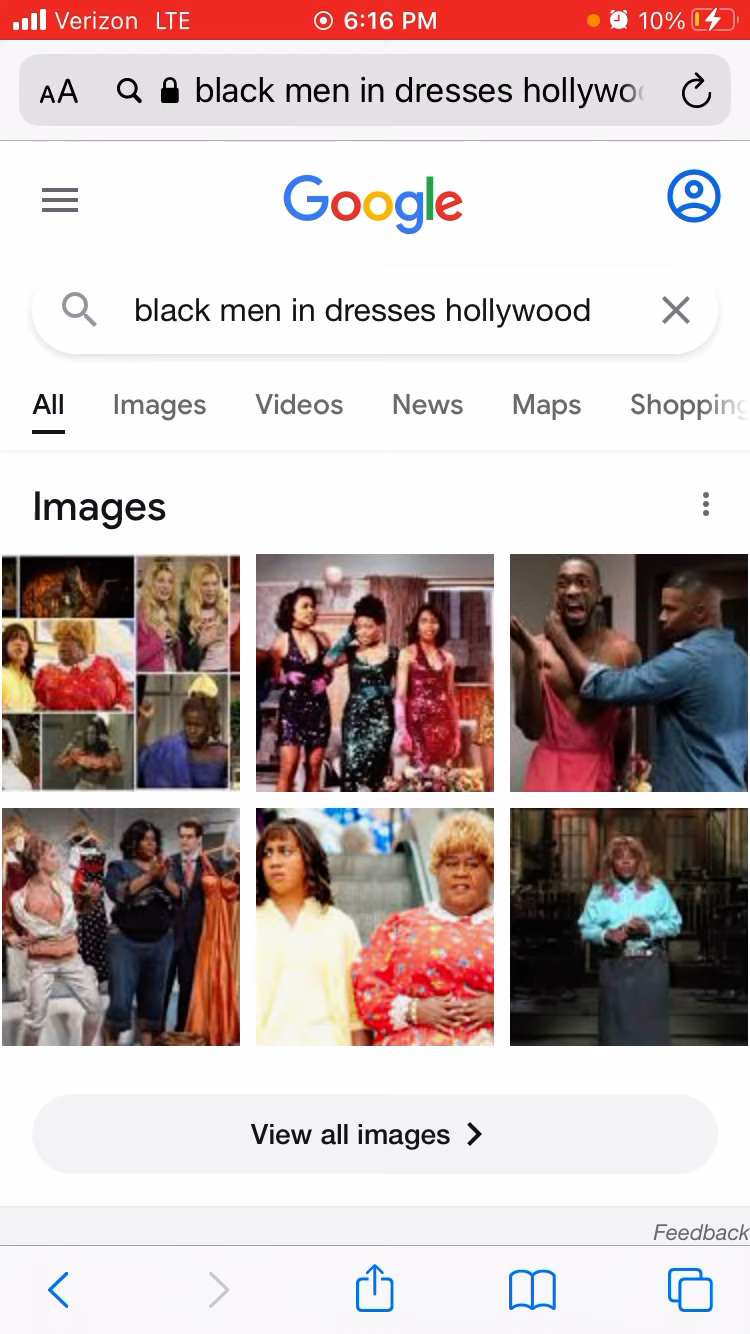 Verizon LTE 6:16 PM 10%
AA black men in dresses hollywo
Google
black men in dresses hollywood
All Images Videos News Maps Shopping
Images
View all images
Feedback